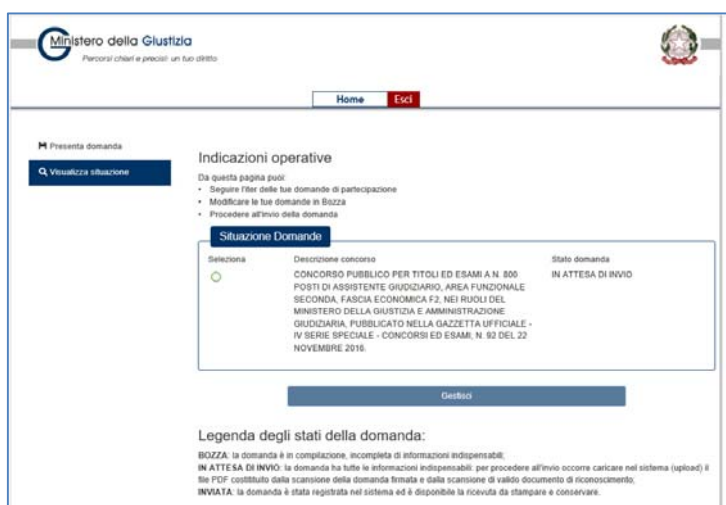 Ministero della Giustizia
Percorsi chiari e precisi: un tuo diritto
Home Esci
Presenta domanda
Visualizza situazione
Indicazioni operative
Da questa pagina puoi:
• Seguire l'iter delle tue domande di partecipazione
• Modificare le tue domande in Bozza
• Procedere all'invio della domanda
Situazione Domande
Seleziona Descrizione concorso Stato domanda
CONCORSO PUBBLICO PER TITOLI ED ESAMI A N. 800 IN ATTESA DI INVIO
POSTI DI ASSISTENTE GIUDIZIARIO, AREA FUNZIONALE
SECONDA, FASCIA ECONOMICA F2, NEI RUOLI DEL
MINISTERO DELLA GIUSTIZIA E AMMINISTRAZIONE
GIUDIZIARIA, PUBBLICATO NELLA GAZZETTA UFFICIALE -
IV SERIE SPECIALE - CONCORSI ED ESAMI, N. 92 DEL 22
NOVEMBRE 2016.
Gestisci
Legenda degli stati della domanda:
BOZZA: la domanda è in compilazione, incompleta di informazioni indispensabili;
IN ATTESA DI INVIO: la domanda ha tutte le informazioni indispensabili: per procedere all'invio occorre caricare nel sistema (upload) il
file PDF costituito dalla scansione della domanda firmata e dalla scansione di valido documento di riconoscimento;
INVIATA: la domanda è stata registrata nel sistema ed è disponibile la ricevuta da stampare e conservare.